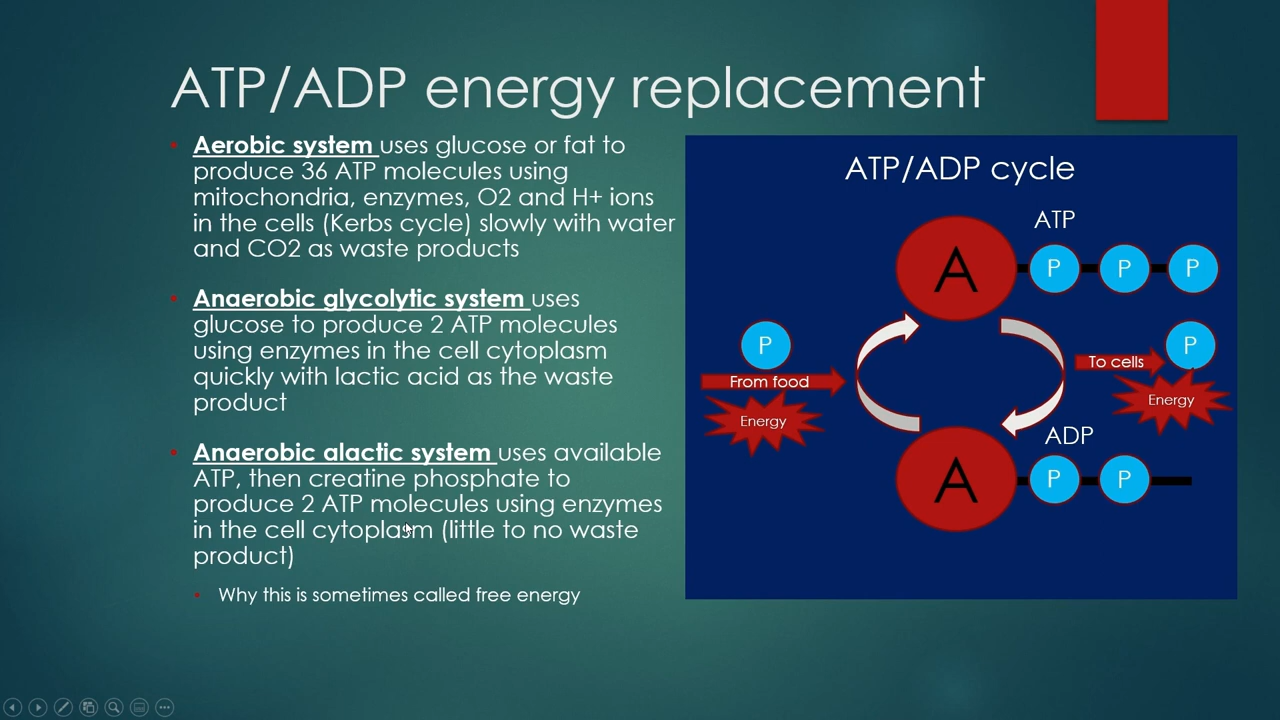 ATP/ADP energy replacement
Aerobic system uses glucose or fat to
produce 36 ATP molecules using
mitochondria, enzymes, O2 and H+ ions
in the cells (Kerbs cycle) slowly with water
and CO2 as waste products
Anaerobic glycolytic system uses
glucose to produce 2 ATP molecules
using enzymes in the cell cytoplasm
quickly with lactic acid as the waste
product
Anaerobic alactic system uses available
ATP, then creatine phosphate to
produce 2 ATP molecules using enzymes
in the cell cytoplasm (little to no waste
product)
Why this is sometimes called free energy
ATP/ADP cycle
ATP
A P P P
P
From food
Energy
P
To cells
Energy
ADP
A P P